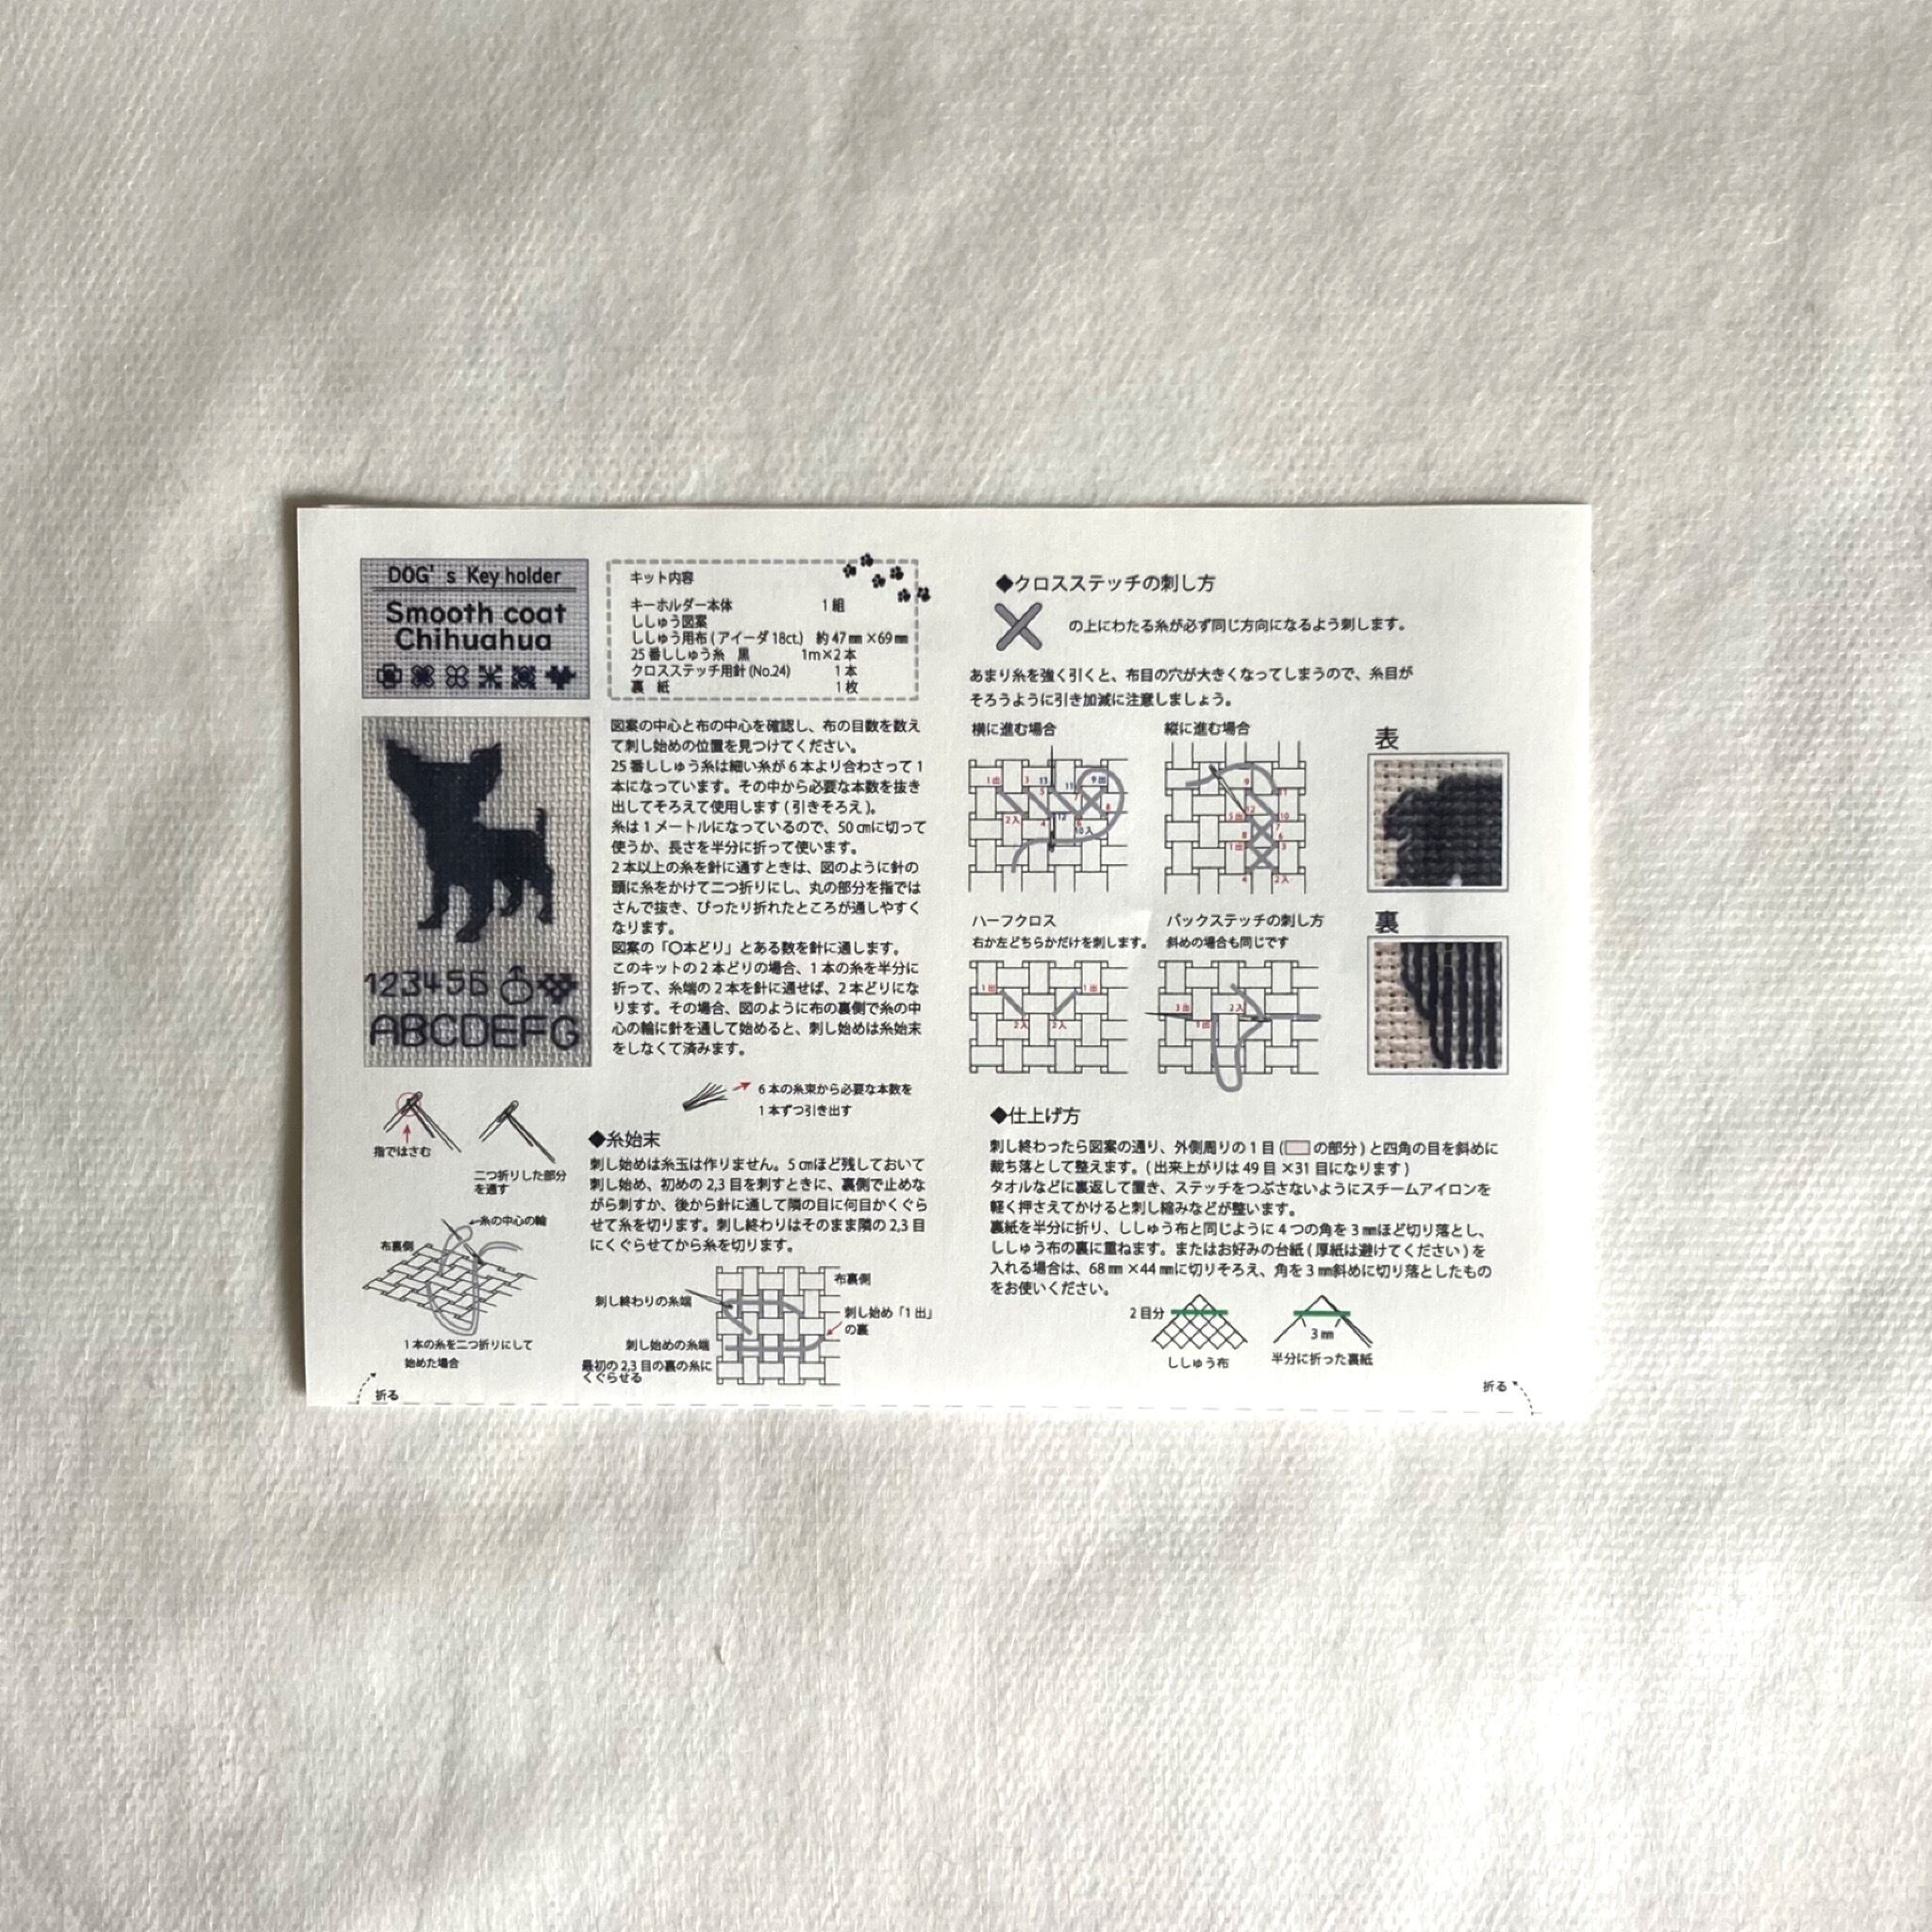 DOG's Key holder
Smooth coat
Chihuahua
123456
ABCDEFG
キット内容
キーホルダー本体 1組
ししゅう図案
ししゅう用布(アイーダ18ct.) 約47㎜×69㎜
25番ししゅう糸 黒 1m×2本
クロスステッチ用針(No.24) 1本
裏 紙 1枚
図案の中心と布の中心を確認し、布の目数を数え
て刺し始めの位置を見つけてください。
25番ししゅう糸は細い糸が6本より合わさって1
本になっています。その中から必要な本数を抜き
出してそろえて使用します(引きそろえ)。
糸は1メートルになっているので、50㎝に切って
使うか、長さを半分に折って使います。
2本以上の糸を針に通すときは、図のように針の
頭に糸をかけて二つ折りにし、丸の部分を指では
さんで抜き、ぴったり折れたところが通しやすく
なります。
図案の「〇本どり」とある数を針に通します。
このキットの2本どりの場合、1本の糸を半分に
折って、糸端の2本を針に通せば、2本どりにな
ります。その場合、図のように布の裏側で糸の中
心の輪に針を通して始めると、刺し始めは糸始末
をしなくて済みます。
指ではさむ
二つ折りした部分
を通す
6本の糸束から必要な本数を
1本ずつ引き出す
糸の中心の輪
布裏側
1本の糸を二つ折りにして
始めた場合
折る
◆糸始末
刺し始めは糸玉は作りません。5㎝ほど残しておいて
刺し始め、初めの2,3目を刺すときに、裏側で止めな
がら刺すか、後から針に通して隣の目に何目かくぐら
せて糸を切ります。刺し終わりはそのまま隣の2,3目
にくぐらせてから糸を切ります。
布裏側
刺し終わりの糸端
刺し始め「1出」
の裏
刺し始めの糸端
最初の2,3目の裏の糸に
くぐらせる
◆クロスステッチの刺し方
の上にわたる糸が必ず同じ方向になるよう刺します。
あまり糸を強く引くと、布目の穴が大きくなってしまうので、糸目が
そろうように引き加減に注意しましょう。
横に進む場合
1出 3 13 11 9出
5 7
2入 4 12 6 8
10入
縦に進む場合
9 11
12
5出 10
8 7 6
1出 3
4 2入
表
裏
ハーフクロス
右か左どちらかだけを刺します。
1出 1出
2入 2入
バックステッチの刺し方
斜めの場合も同じです
3出 2入
1出
◆仕上げ方
刺し終わったら図案の通り、外側周りの1目(の部分)と四角の目を斜めに
裁ち落として整えます。(出来上がりは49目×31目になります)
タオルなどに裏返して置き、ステッチをつぶさないようにスチームアイロンを
軽く押さえてかけると刺し縮みなどが整います。
裏紙を半分に折り、ししゅう布と同じように4つの角を3㎜ほど切り落とし、
ししゅう布の裏に重ねます。またはお好みの台紙(厚紙は避けてください)を
入れる場合は、68㎜×44㎜に切りそろえ、角を3㎜斜めに切り落としたもの
をお使いください。
2目分
ししゅう布
3㎜
半分に折った裏紙
折る